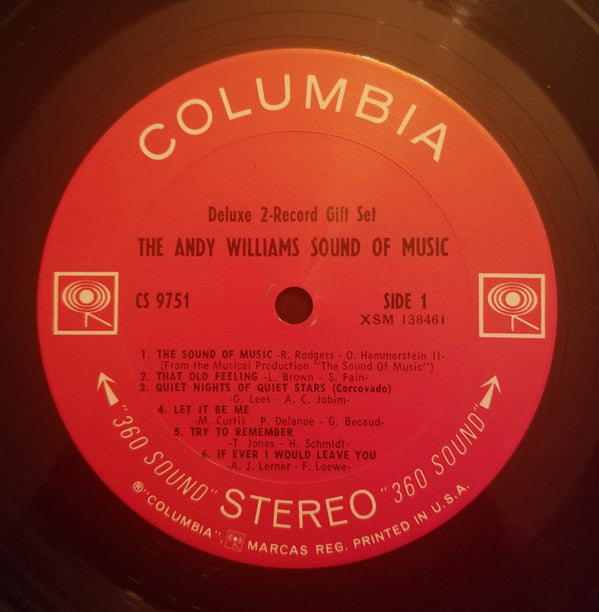 COLUMBIA
Deluxe 2-Record Gift Set
THE ANDY WILLIAMS SOUND OF MUSIC
CS 9751
SIDE 1
XSM 138461
1. THE SOUND OF MUSIC -R. Rodgers - O. Hammerstein II-
(From the Musical Production "The Sound Of Music")
2. THAT OLD FEELING -L. Brown - S. Fain-
3. QUIET NIGHTS OF QUIET STARS (Corcovado)
-G. Lees - A. C. Jobim-
4. LET IT BE ME
-M. Curtis - P. Delanoe - G. Becaud-
5. TRY TO REMEMBER
-T. Jones - H. Schmidt-
6. IF EVER I WOULD LEAVE YOU
-A. J. Lerner - F. Loewe-
"360 SOUND" STEREO "360 SOUND"
®"COLUMBIA", MARCAS REG. PRINTED IN U.S.A.